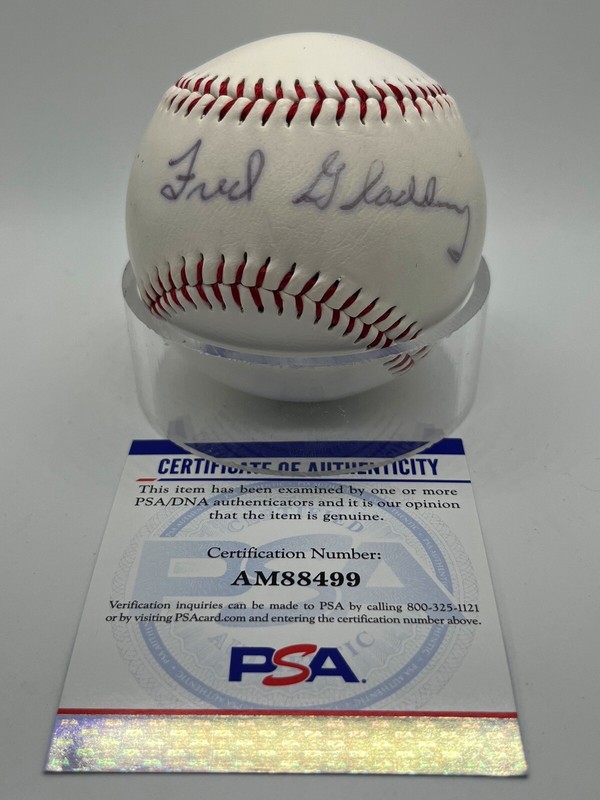 Fred Gladding
CERTIFICATE OF AUTHENTICITY
This item has been examined by one or more
PSA/DNA authenticators and it is our opinion
that the item is genuine.
Certification Number:
AM88499
Verification inquiries can be made to PSA by calling 800-325-1121
or by visiting PSAcard.com and entering the certification number above.
PSA.